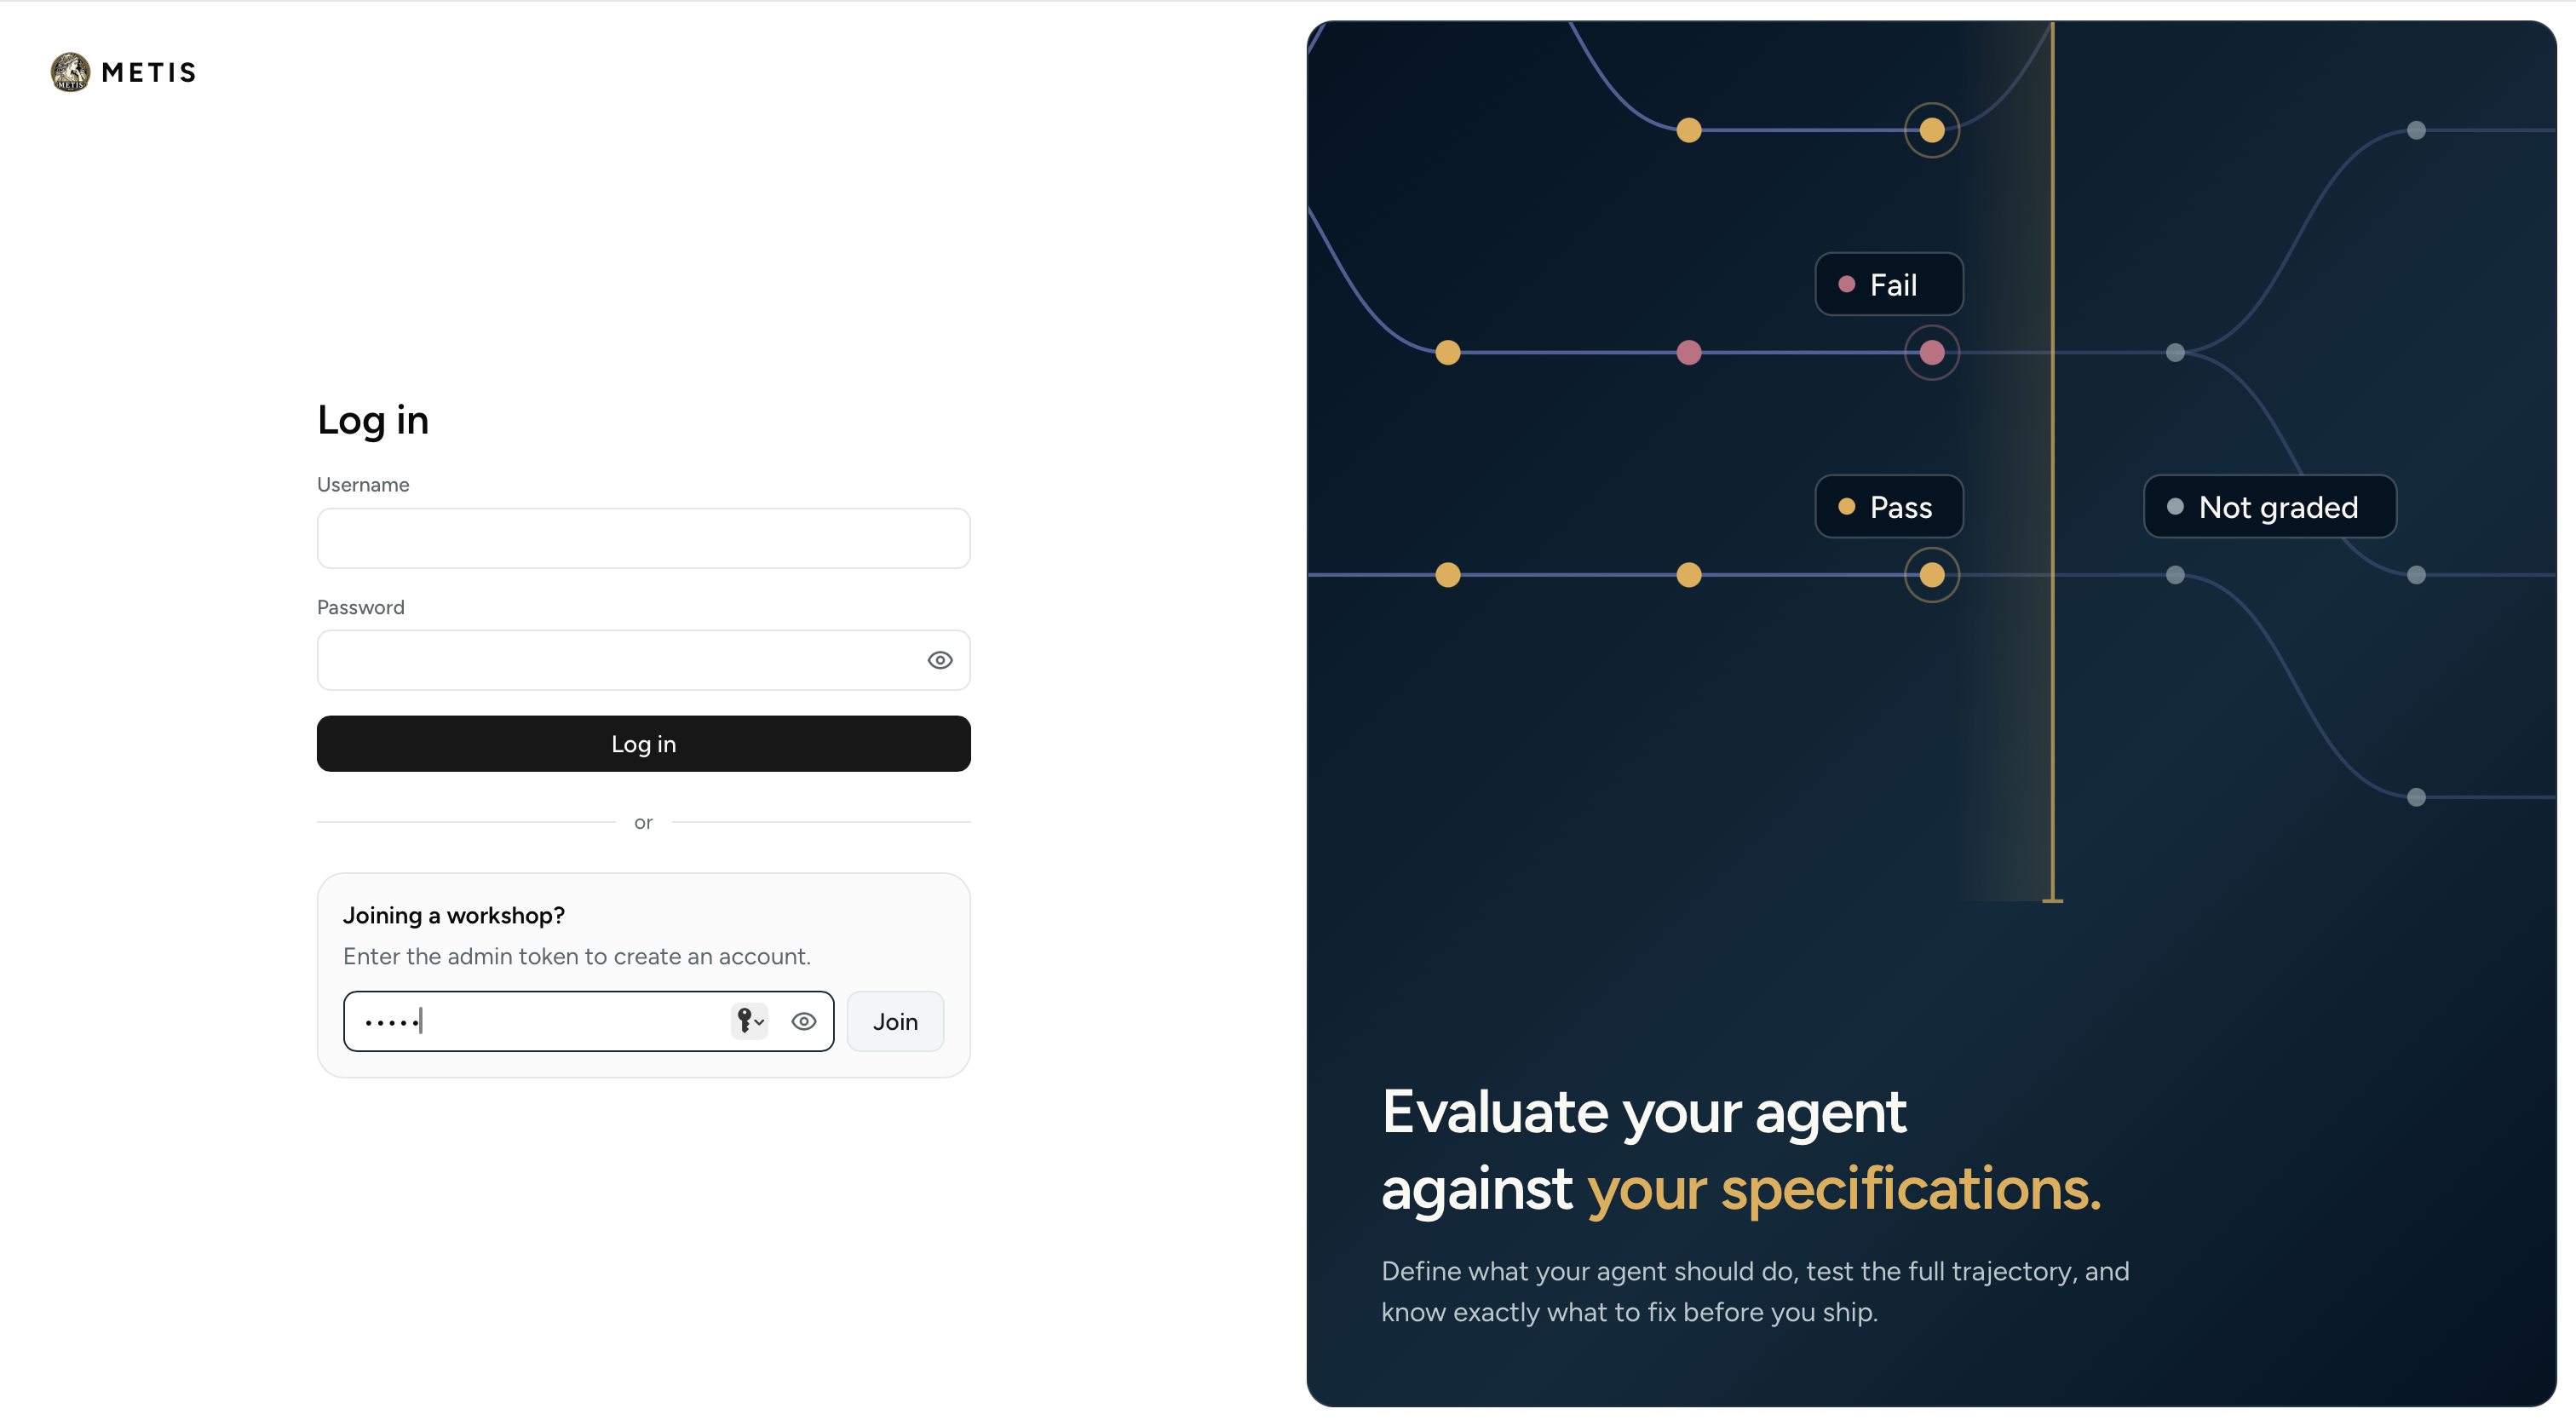 METIS
METIS
Log in
Username
Password
Log in
or
Joining a workshop?
Enter the admin token to create an account.
•••••
Join
Fail
Pass
Not graded
Evaluate your agent
against your specifications.
Define what your agent should do, test the full trajectory, and
know exactly what to fix before you ship.